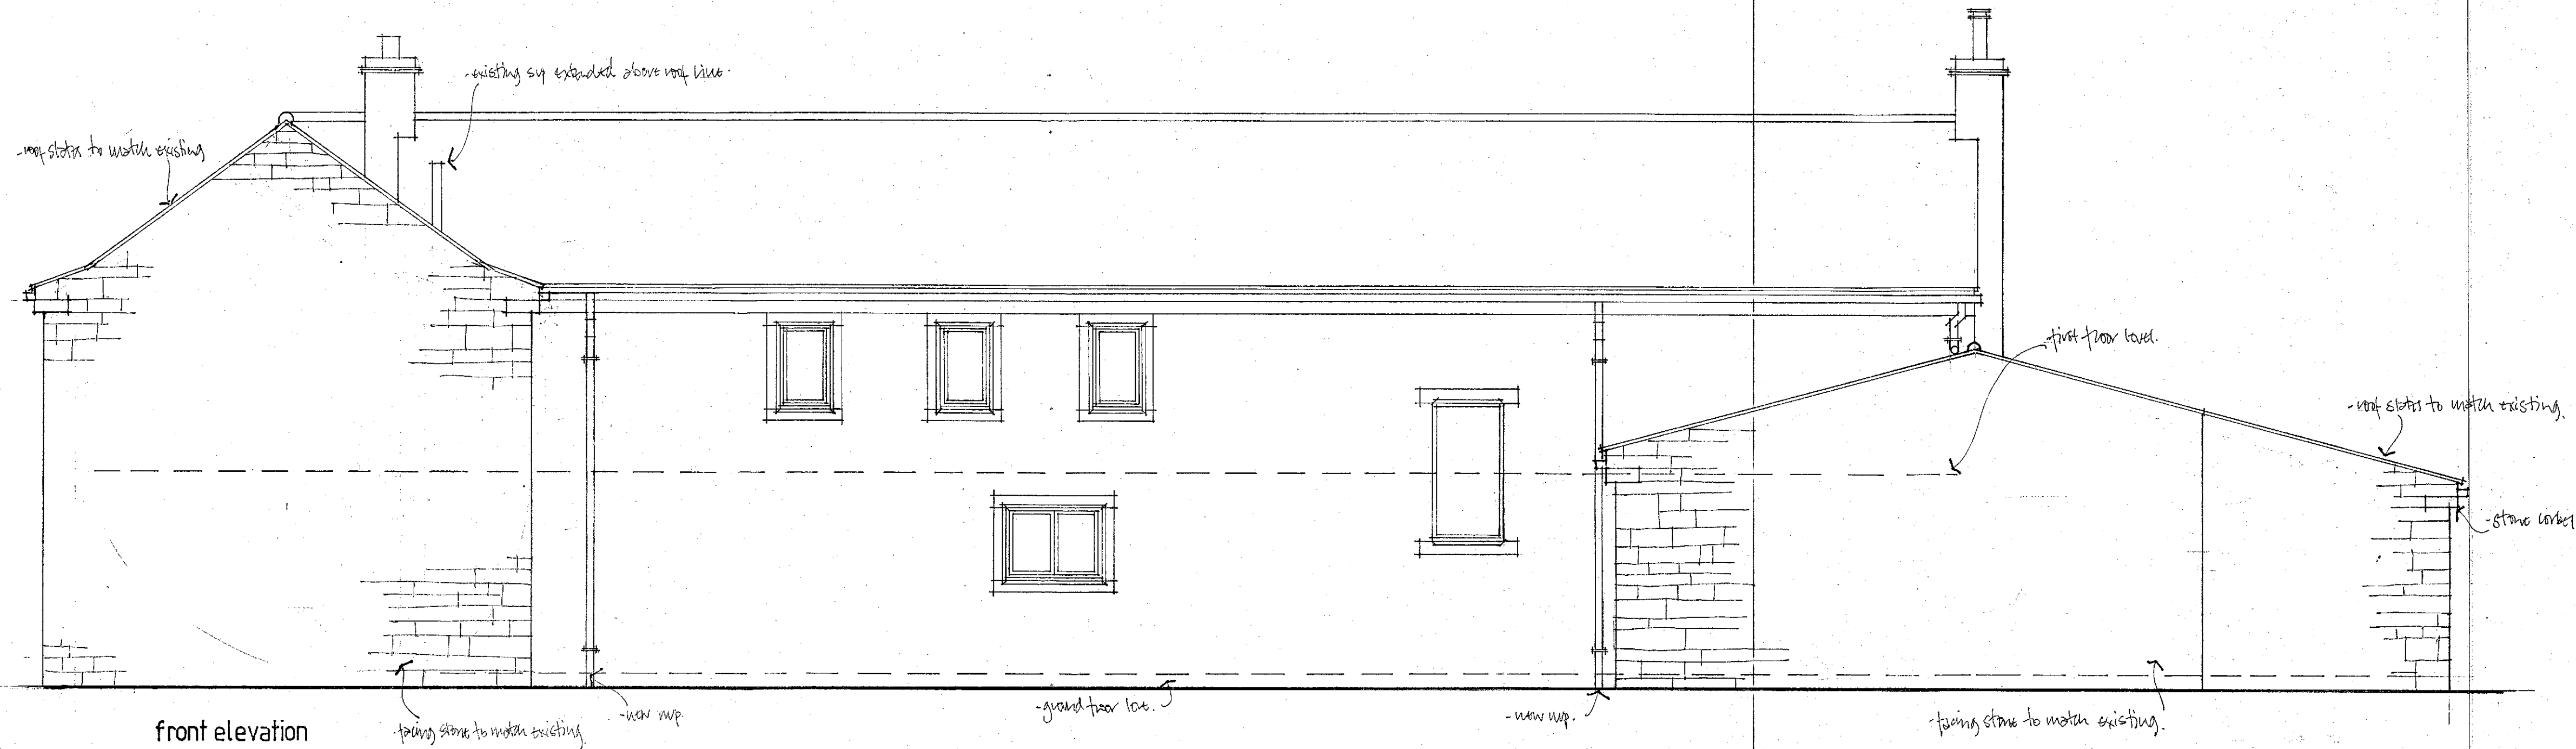 -existing svp extended above roof line.
-roof slates to match existing
-first floor level.
-roof slates to match existing.
-stone corbel
front elevation
-facing stone to match existing.
-new rwp.
-ground floor level.
-new rwp.
-facing stone to match existing.